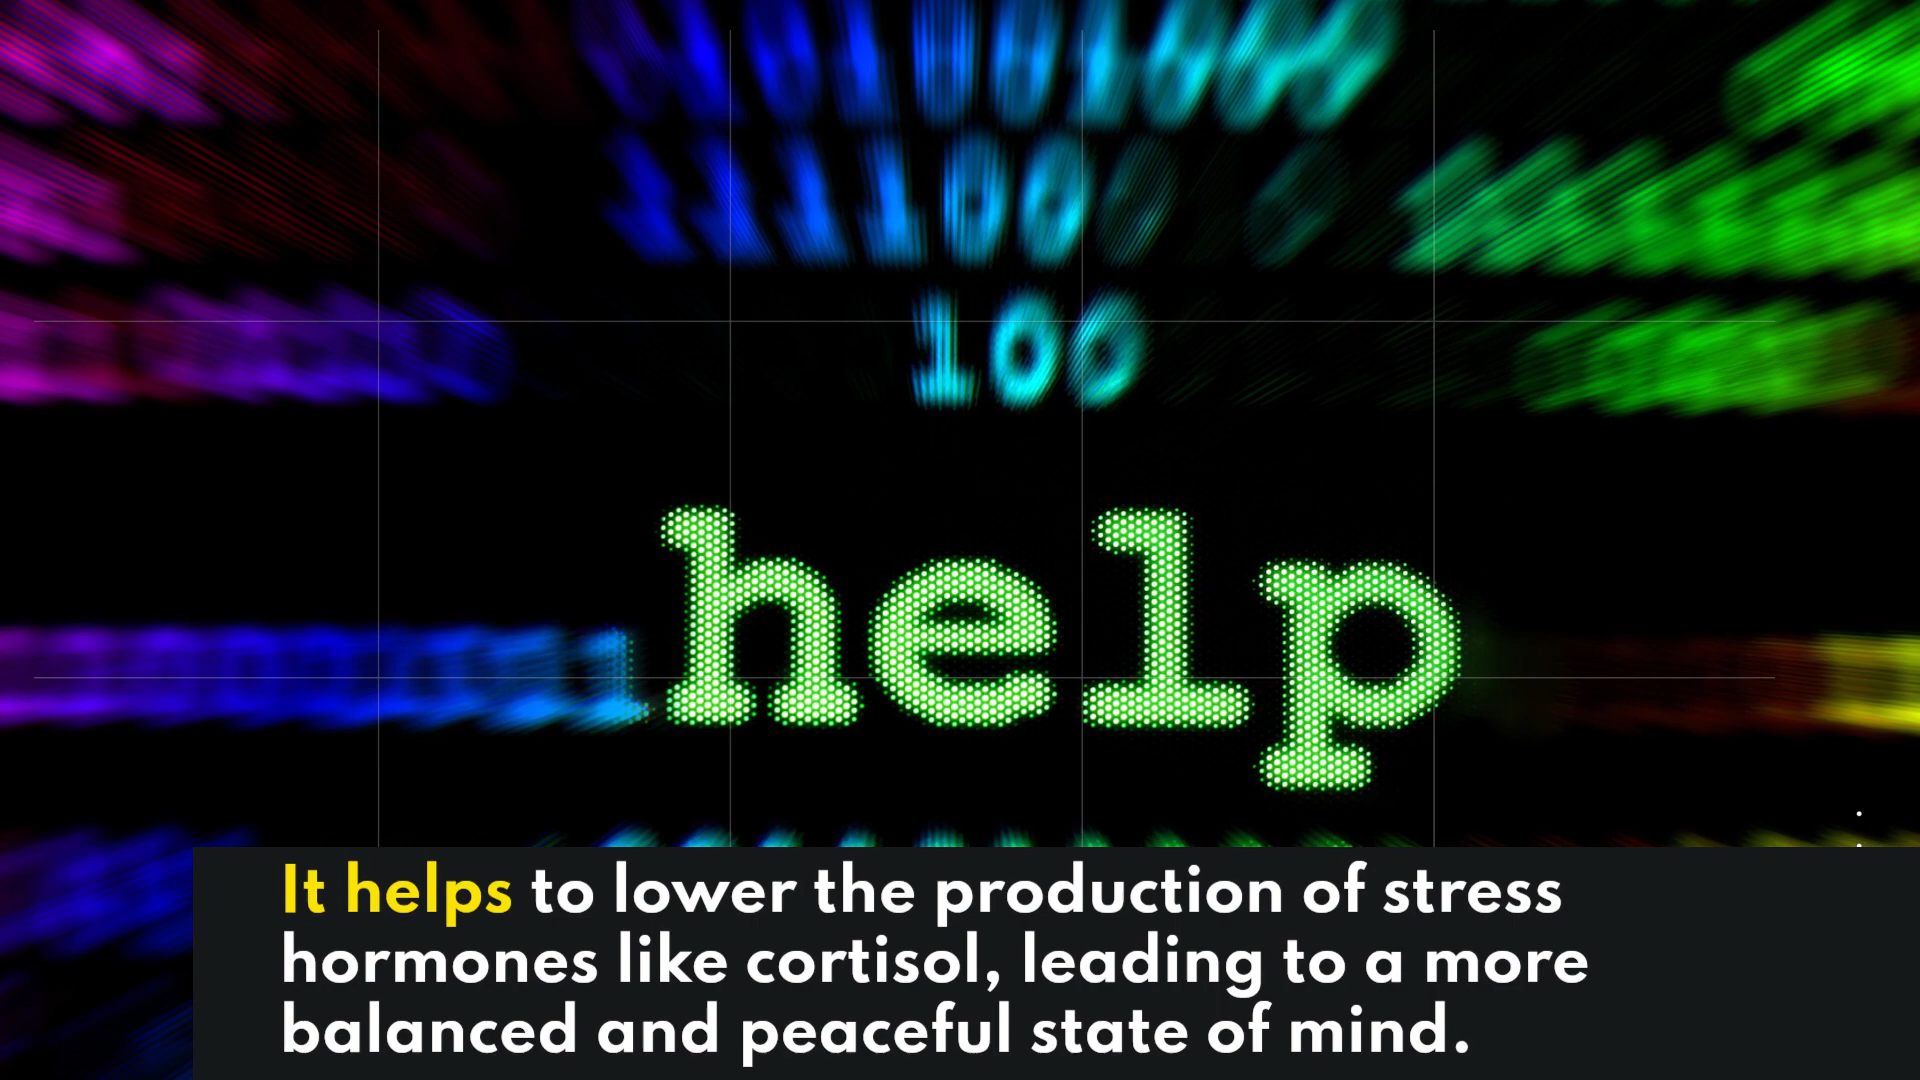 11100
100
help
It helps to lower the production of stress
hormones like cortisol, leading to a more
balanced and peaceful state of mind.